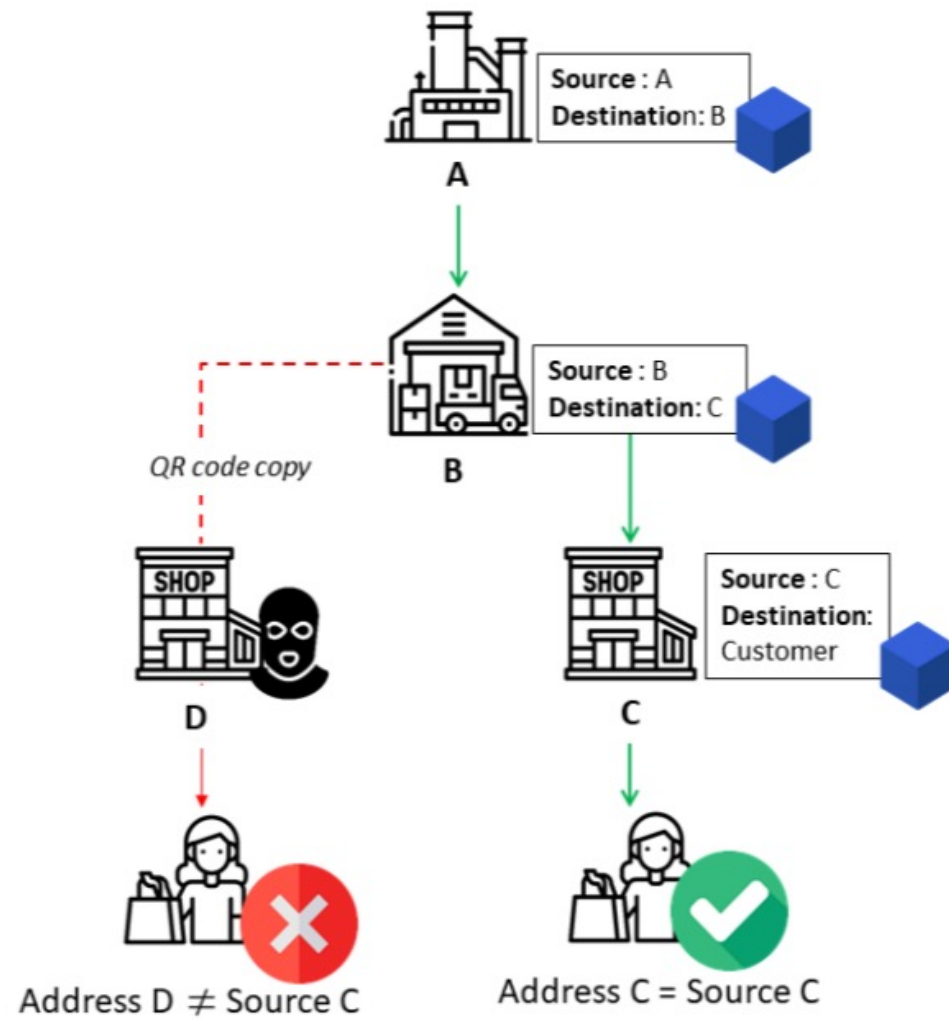 Source : A
Destination: B
A
Source : B
Destination: C
B
QR code copy
SHOP
SHOP
Source : C
Destination:
Customer
D
C
Address D ≠ Source C
Address C = Source C